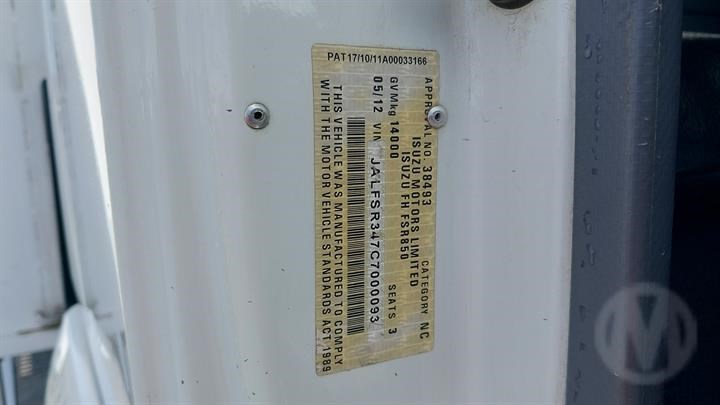 PAT17/10/11A00033166
APPROVAL NO. 38493 CATEGORY NC
ISUZU MOTORS LIMITED
ISUZU FH FSR850
GVMkg 14000 SEATS 3
05/12 VIN JALFSR347C7000093
THIS VEHICLE WAS MANUFACTURED TO COMPLY
WITH THE MOTOR VEHICLE STANDARDS ACT 1989
M